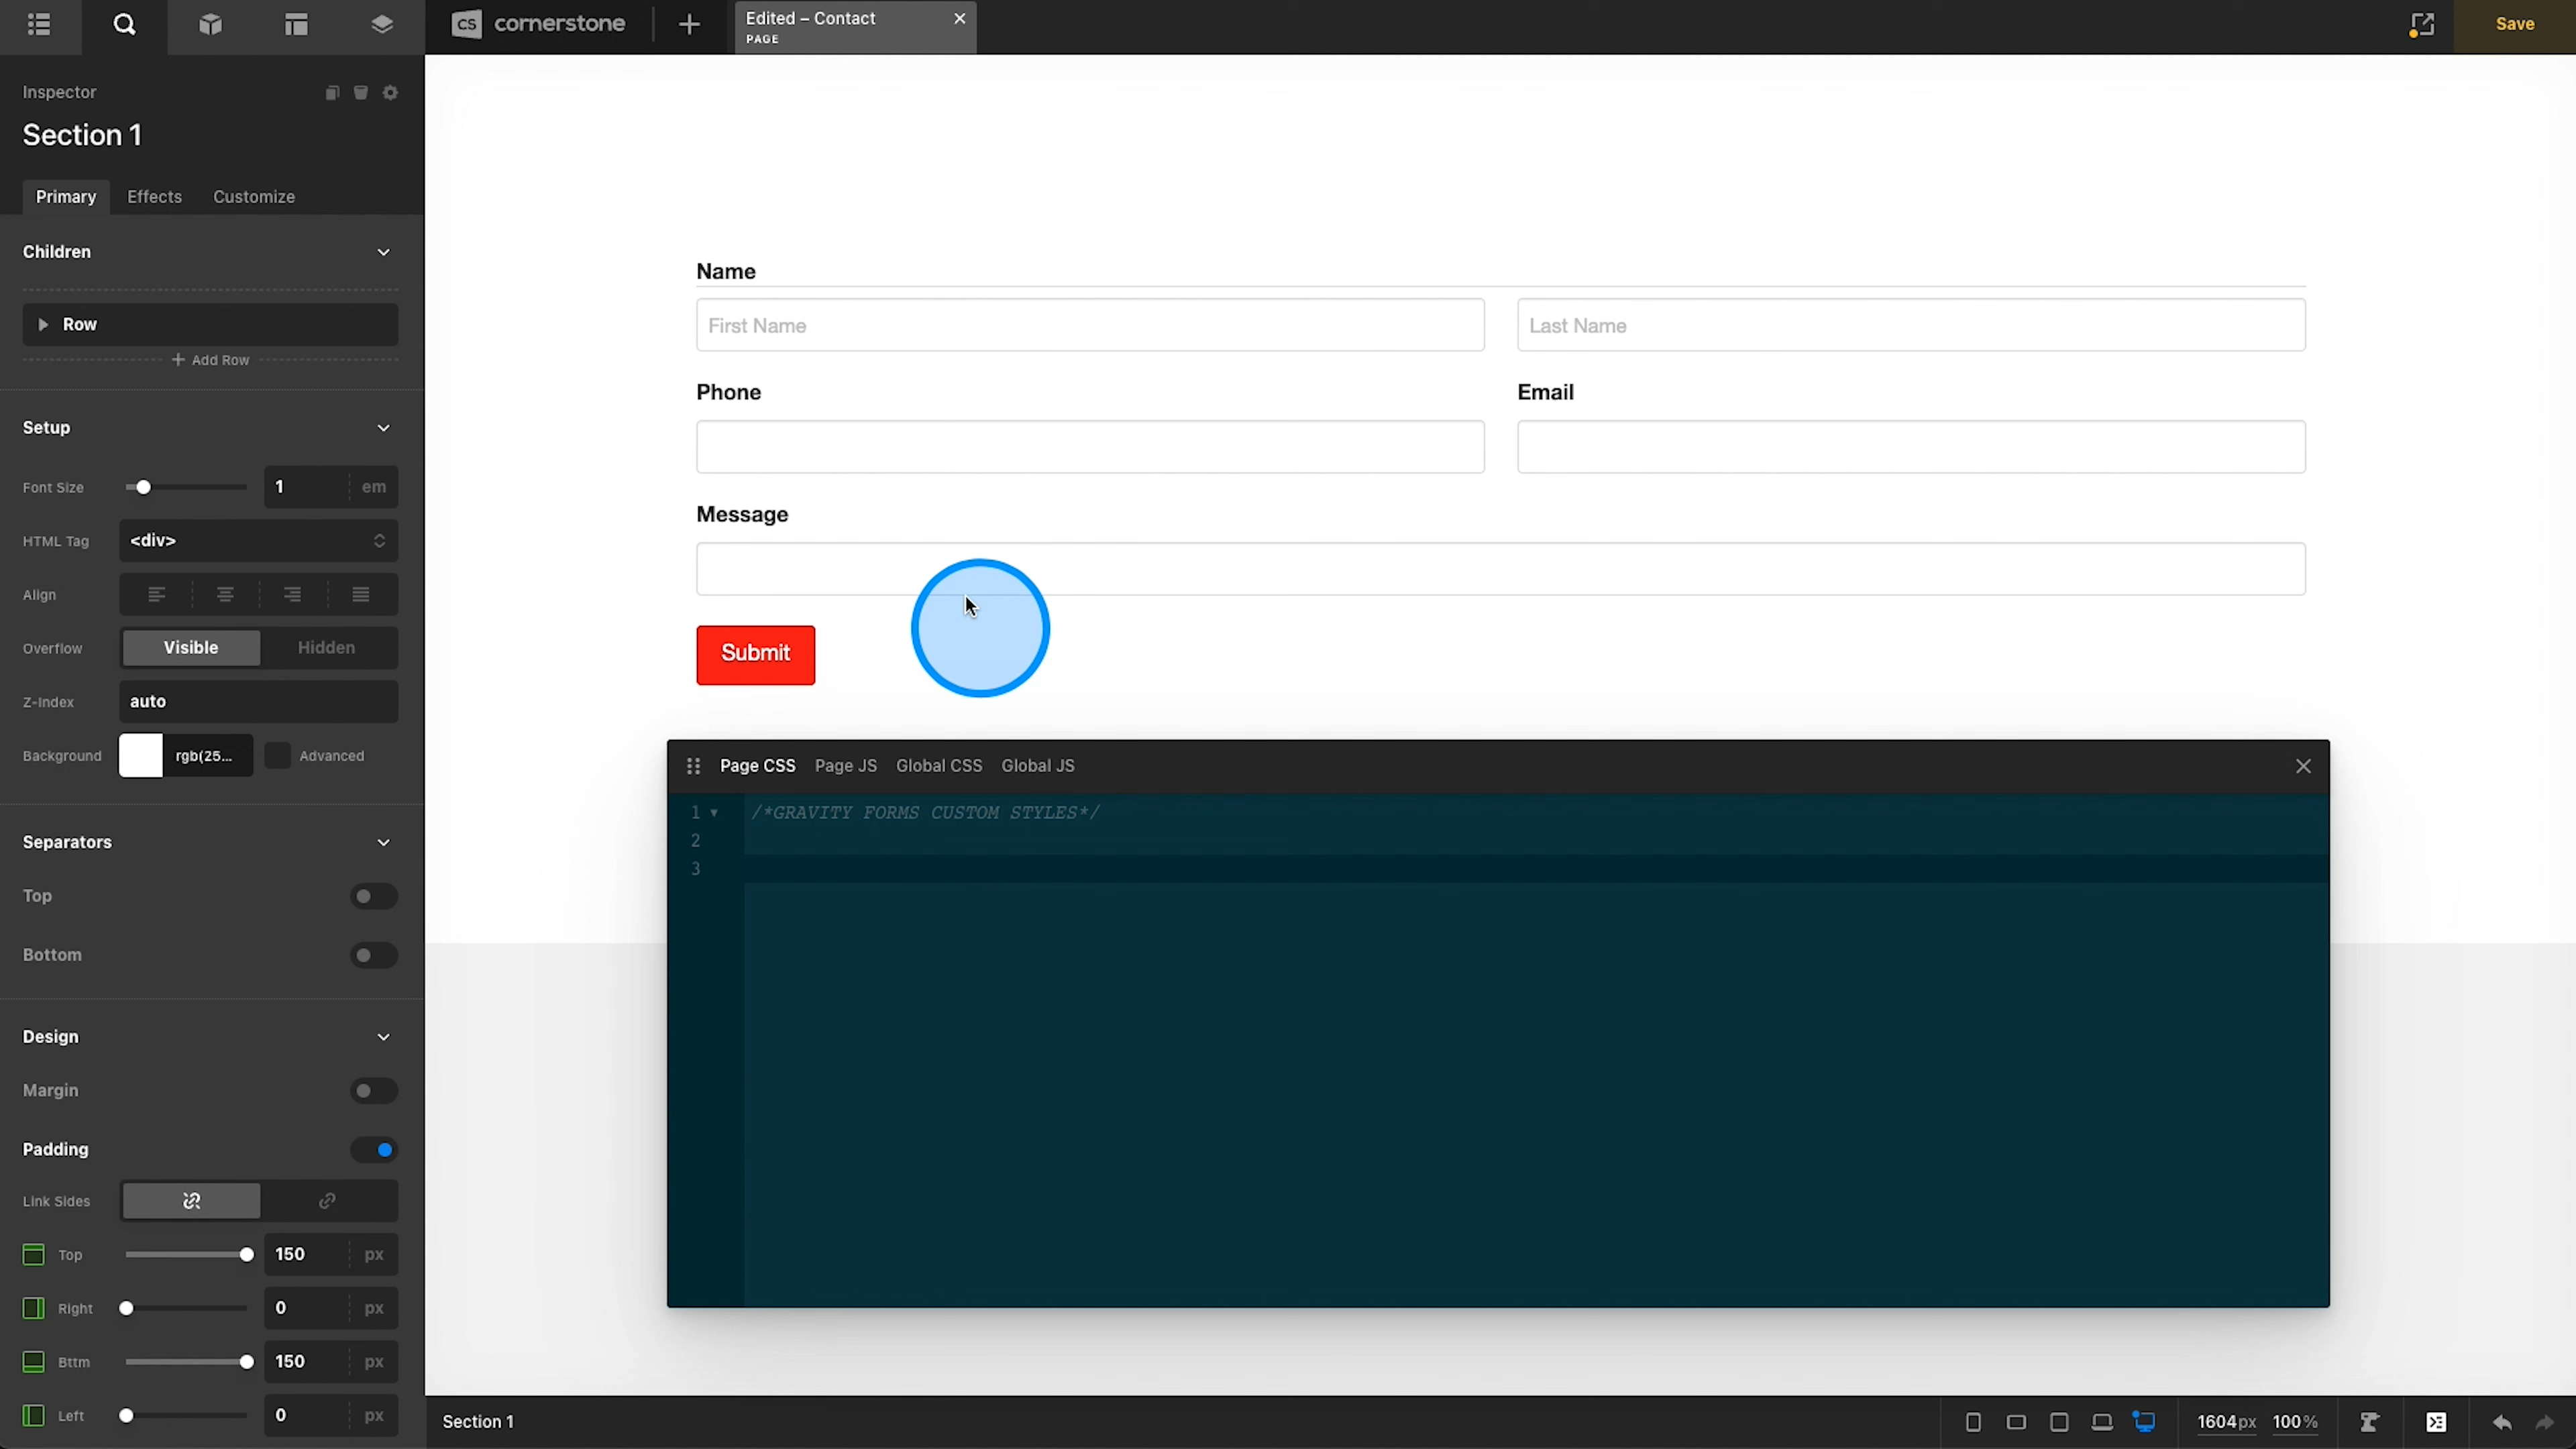 CS cornerstone
Edited – Contact
PAGE
Save
Inspector
Section 1
Primary Effects Customize
Children
Row
+ Add Row
Setup
Font Size 1 em
HTML Tag <div>
Align
Overflow Visible Hidden
Z-Index auto
Background rgb(25... Advanced
Separators
Top
Bottom
Design
Margin
Padding
Link Sides
Top 150 px
Right 0 px
Bttm 150 px
Left 0 px
Name
First Name Last Name
Phone Email
Message
Submit
Page CSS Page JS Global CSS Global JS
1 /*GRAVITY FORMS CUSTOM STYLES*/
2
3
Section 1
1604px 100%